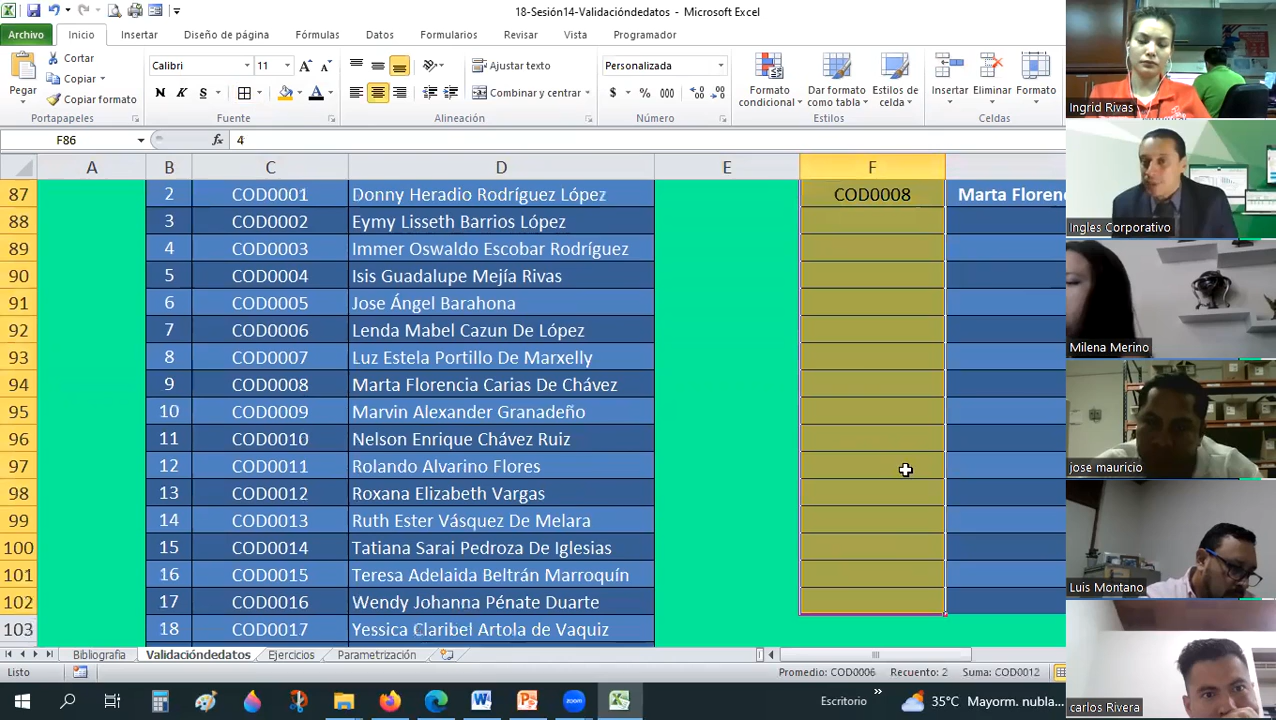 18-Sesión14-Validacióndedatos - Microsoft Excel
Archivo Inicio Insertar Diseño de página Fórmulas Datos Formularios Revisar Vista Programador
Pegar
Cortar
Copiar
Copiar formato
Portapapeles
Calibri 11
N K S
Fuente
Ajustar texto
Combinar y centrar
Alineación
Personalizada
$ % 000
Número
Formato condicional
Dar formato como tabla
Estilos de celda
Estilos
Insertar Eliminar Formato
Celdas
F86 fx 4
A B C D E F
87 2 COD0001 Donny Heradio Rodríguez López COD0008 Marta Floren
88 3 COD0002 Eymy Lisseth Barrios López
89 4 COD0003 Immer Oswaldo Escobar Rodríguez
90 5 COD0004 Isis Guadalupe Mejía Rivas
91 6 COD0005 Jose Ángel Barahona
92 7 COD0006 Lenda Mabel Cazun De López
93 8 COD0007 Luz Estela Portillo De Marxelly
94 9 COD0008 Marta Florencia Carias De Chávez
95 10 COD0009 Marvin Alexander Granadeño
96 11 COD0010 Nelson Enrique Chávez Ruiz
97 12 COD0011 Rolando Alvarino Flores
98 13 COD0012 Roxana Elizabeth Vargas
99 14 COD0013 Ruth Ester Vásquez De Melara
100 15 COD0014 Tatiana Sarai Pedroza De Iglesias
101 16 COD0015 Teresa Adelaida Beltrán Marroquín
102 17 COD0016 Wendy Johanna Pénate Duarte
103 18 COD0017 Yessica Claribel Artola de Vaquiz
Bibliografia Validacióndedatos Ejercicios Parametrización
Listo Promedio: COD0006 Recuento: 2 Suma: COD0012
Escritorio » 35°C Mayorm. nubla...
Ingrid Rivas
Ingles Corporativo
Milena Merino
jose mauricio
Luis Montano
carlos Rivera